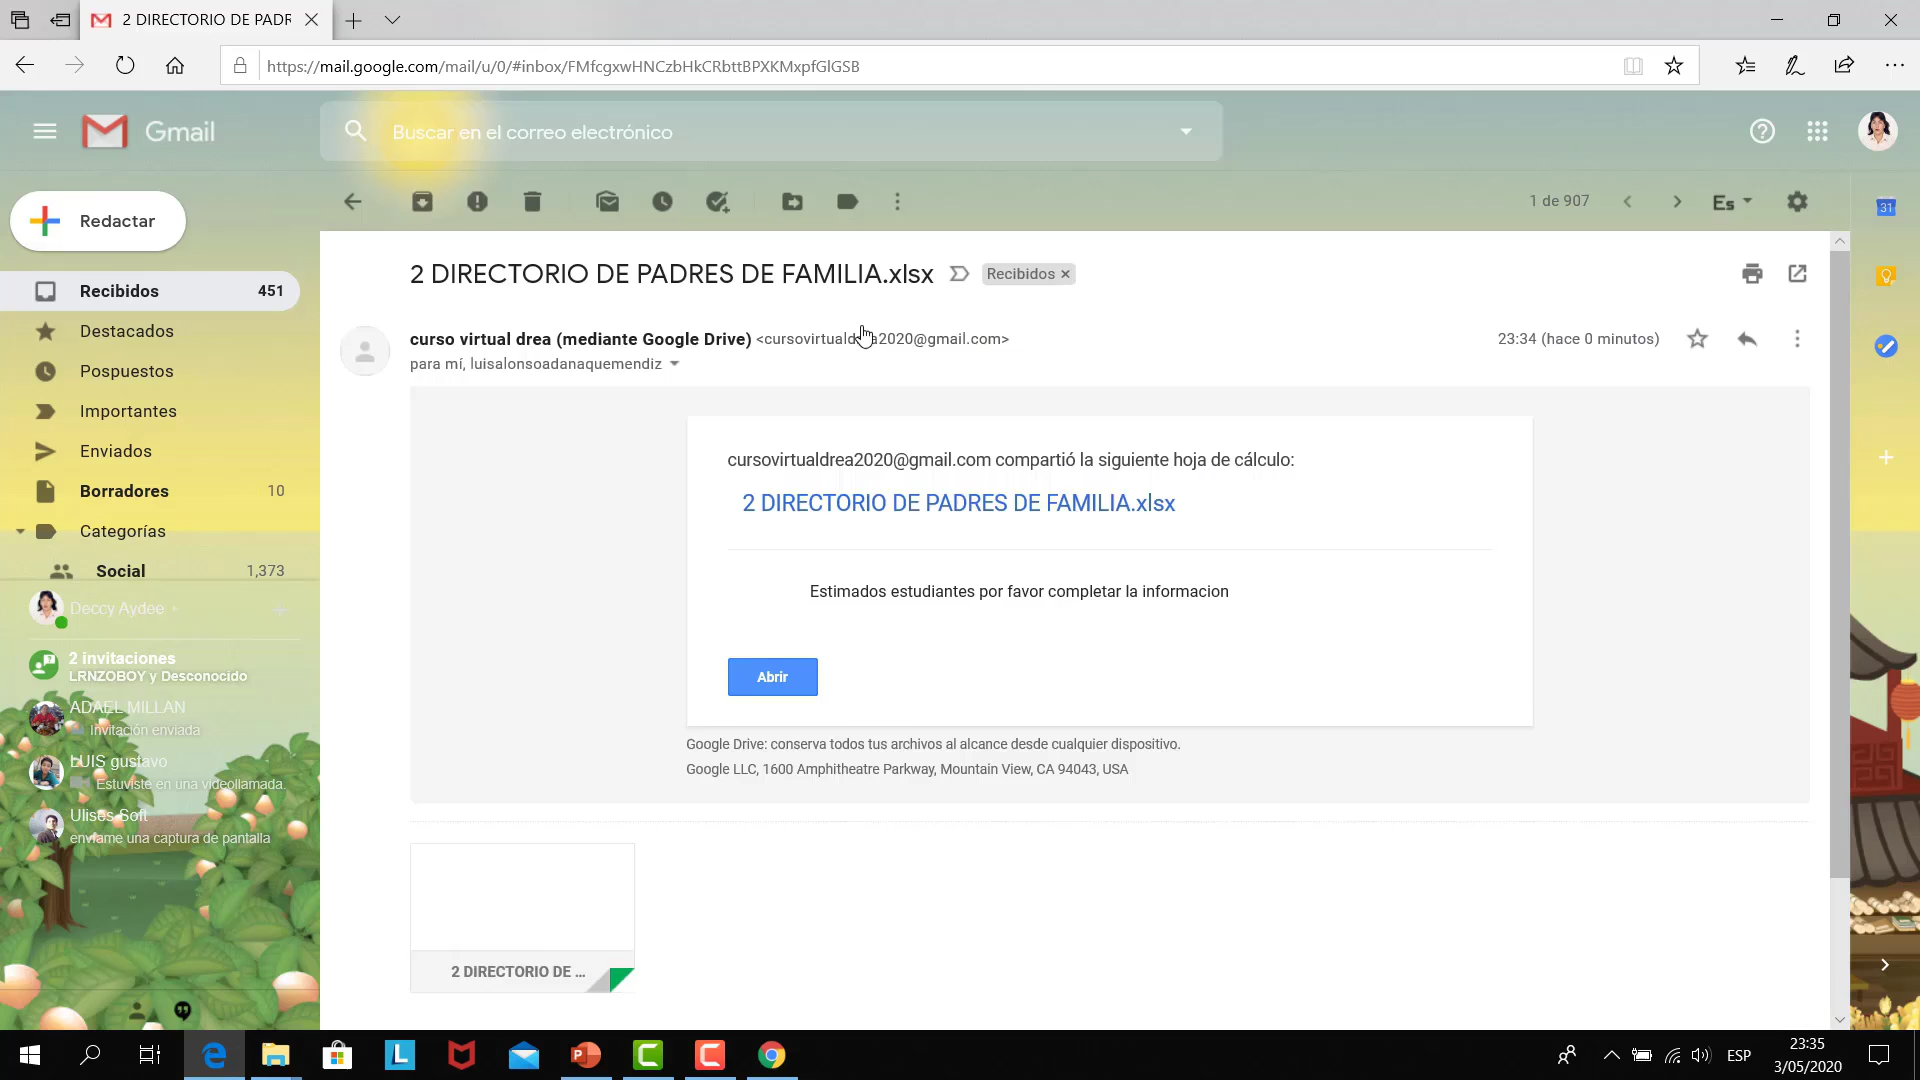 2 DIRECTORIO DE PADR
https://mail.google.com/mail/u/0/#inbox/FMfcgxwHNCzbHkCRbttBPXKMxpfGlGSB
Gmail
Buscar en el correo electrónico
Redactar
1 de 907
Es
31
Recibidos 451
Destacados
Pospuestos
Importantes
Enviados
Borradores 10
Categorías
Social 1,373
Deccy Aydee
2 invitaciones
LRNZOBOY y Desconocido
ADAEL MILLAN
Invitación enviada
LUIS gustavo
Estuviste en una videollamada.
Ulises Soft
enviame una captura de pantalla
2 DIRECTORIO DE PADRES DE FAMILIA.xlsx
Recibidos ×
curso virtual drea (mediante Google Drive) <cursovirtualdrea2020@gmail.com>
23:34 (hace 0 minutos)
para mí, luisalonsoadanaquemendiz
cursovirtualdrea2020@gmail.com compartió la siguiente hoja de cálculo:
2 DIRECTORIO DE PADRES DE FAMILIA.xlsx
Estimados estudiantes por favor completar la informacion
Abrir
Google Drive: conserva todos tus archivos al alcance desde cualquier dispositivo.
Google LLC, 1600 Amphitheatre Parkway, Mountain View, CA 94043, USA
2 DIRECTORIO DE ...
ESP
23:35
3/05/2020